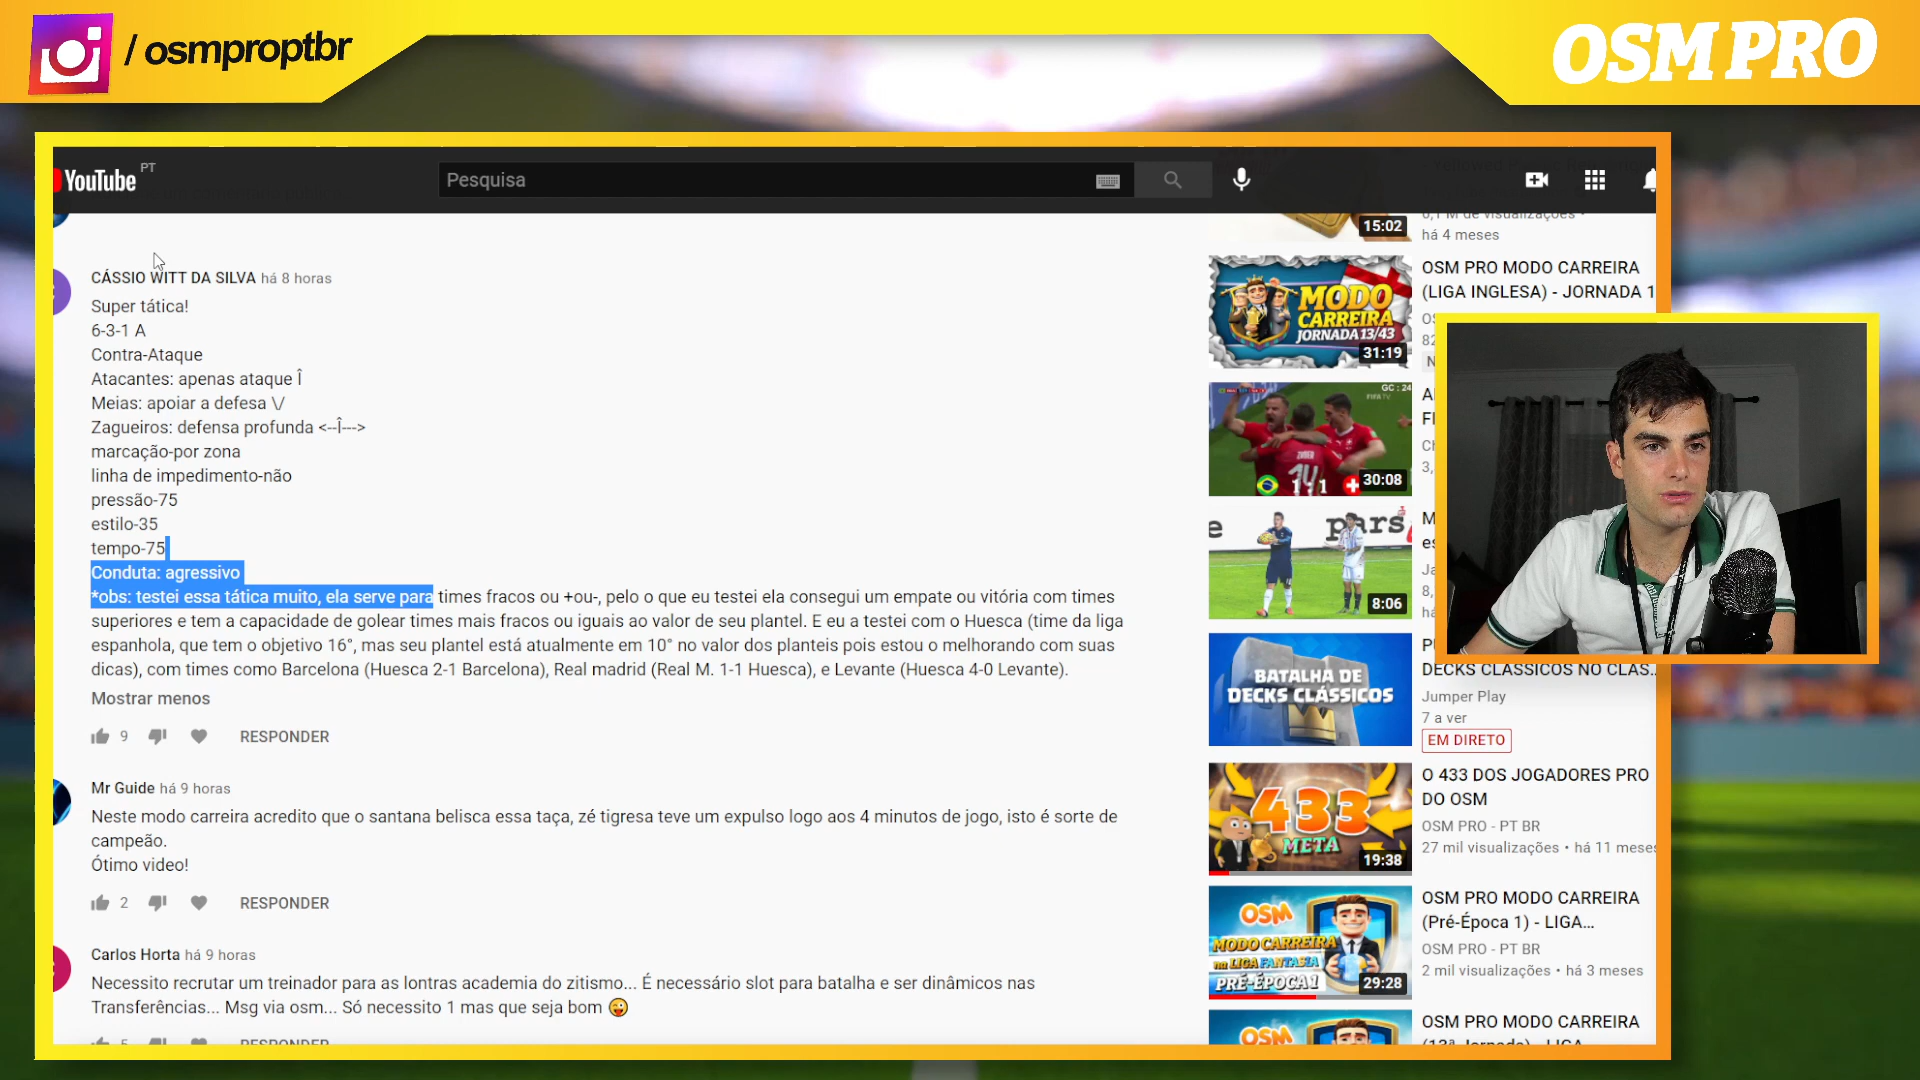 / osmproptbr
OSM PRO
YouTube PT
Pesquisa
CÁSSIO WITT DA SILVA há 8 horas
Super tática!
6-3-1 A
Contra-Ataque
Atacantes: apenas ataque Î
Meias: apoiar a defesa \/
Zagueiros: defensa profunda <--Î--->
marcação-por zona
linha de impedimento-não
pressão-75
estilo-35
tempo-75
Conduta: agressivo
*obs: testei essa tática muito, ela serve para times fracos ou +ou-, pelo o que eu testei ela consegui um empate ou vitória com times
superiores e tem a capacidade de golear times mais fracos ou iguais ao valor de seu plantel. E eu a testei com o Huesca (time da liga
espanhola, que tem o objetivo 16°, mas seu plantel está atualmente em 10° no valor dos planteis pois estou o melhorando com suas
dicas), com times como Barcelona (Huesca 2-1 Barcelona), Real madrid (Real M. 1-1 Huesca), e Levante (Huesca 4-0 Levante).
Mostrar menos
9 RESPONDER
Mr Guide há 9 horas
Neste modo carreira acredito que o santana belisca essa taça, zé tigresa teve um expulso logo aos 4 minutos de jogo, isto é sorte de
campeão.
Ótimo video!
2 RESPONDER
Carlos Horta há 9 horas
Necessito recrutar um treinador para as lontras academia do zitismo... É necessário slot para batalha e ser dinâmicos nas
Transferências... Msg via osm... Só necessito 1 mas que seja bom 😜
5 RESPONDER
15:02
há 4 meses
MODO
CARREIRA
JORNADA 13/43
31:19
OSM PRO MODO CARREIRA
(LIGA INGLESA) - JORNADA 1
GC : 24
FIFA TV
1 1
30:08
pars
8:06
BATALHA DE
DECKS CLÁSSICOS
DECKS CLÁSSICOS NO CLAS...
Jumper Play
7 a ver
EM DIRETO
433
META
19:38
O 433 DOS JOGADORES PRO
DO OSM
OSM PRO - PT BR
27 mil visualizações • há 11 meses
OSM
MODO CARREIRA
na LIGA FANTASIA
PRÉ-ÉPOCA 1
29:28
OSM PRO MODO CARREIRA
(Pré-Época 1) - LIGA...
OSM PRO - PT BR
2 mil visualizações • há 3 meses
OSM
OSM PRO MODO CARREIRA